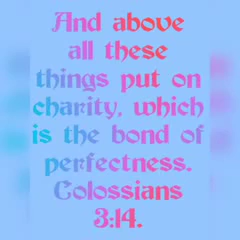 And above
all these
things put on
charity, which
is the bond of
perfectness.
Colossians
3:14.